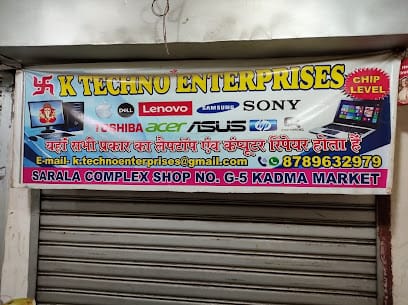 K TECHNO ENTERPRISES
CHIP LEVEL
DELL Lenovo SAMSUNG SONY
TOSHIBA acer ASUS hp
यहाँ सभी प्रकार का लैपटॉप एंव कंप्यूटर रिपेयर होता हैं
E-mail- k.technoenterprises@gmail.com 8789632979
SARALA COMPLEX SHOP NO. G-5 KADMA MARKET